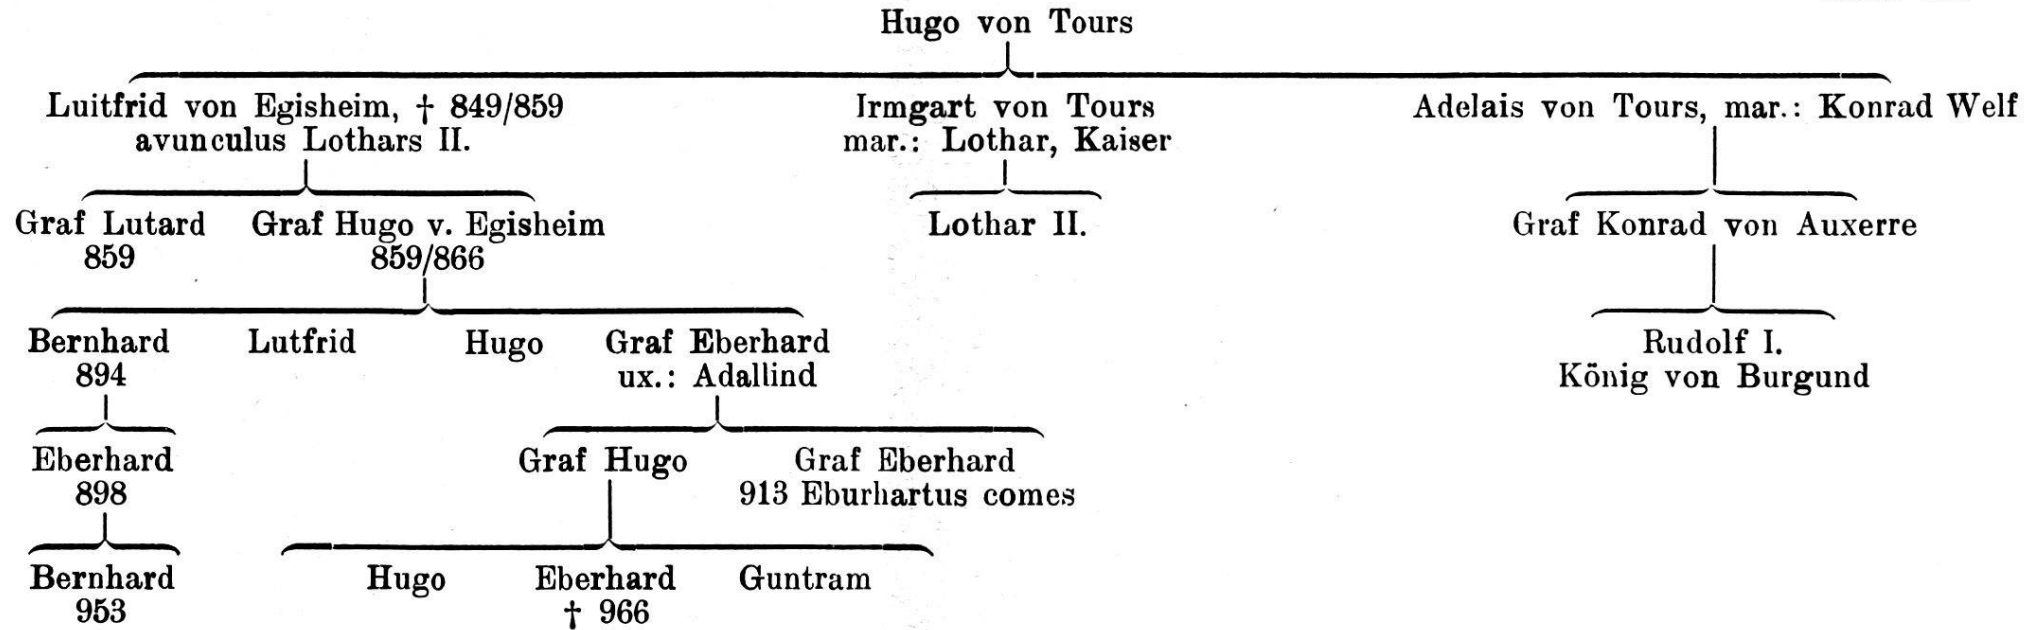 Hugo von Tours
Luitfrid von Egisheim, † 849/859
avunculus Lothars II.
Irmgart von Tours
mar.: Lothar, Kaiser
Adelais von Tours, mar.: Konrad Welf
Graf Lutard
859
Graf Hugo v. Egisheim
859/866
Lothar II.
Graf Konrad von Auxerre
Bernhard
894
Lutfrid
Hugo
Graf Eberhard
ux.: Adallind
Rudolf I.
König von Burgund
Eberhard
898
Graf Hugo
Graf Eberhard
913 Eburhartus comes
Bernhard
953
Hugo
Eberhard
† 966
Guntram